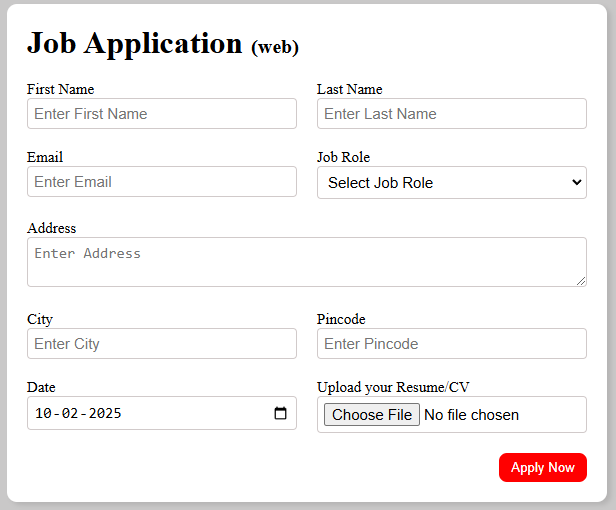 Job Application (web)
First Name Last Name
Enter First Name Enter Last Name
Email Job Role
Enter Email Select Job Role
Address
Enter Address
City Pincode
Enter City Enter Pincode
Date Upload your Resume/CV
10-02-2025 Choose File No file chosen
Apply Now